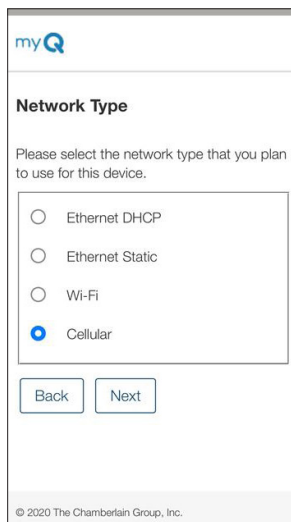 myQ
Network Type
Please select the network type that you plan
to use for this device.
Ethernet DHCP
Ethernet Static
Wi-Fi
Cellular
Back Next
© 2020 The Chamberlain Group, Inc.